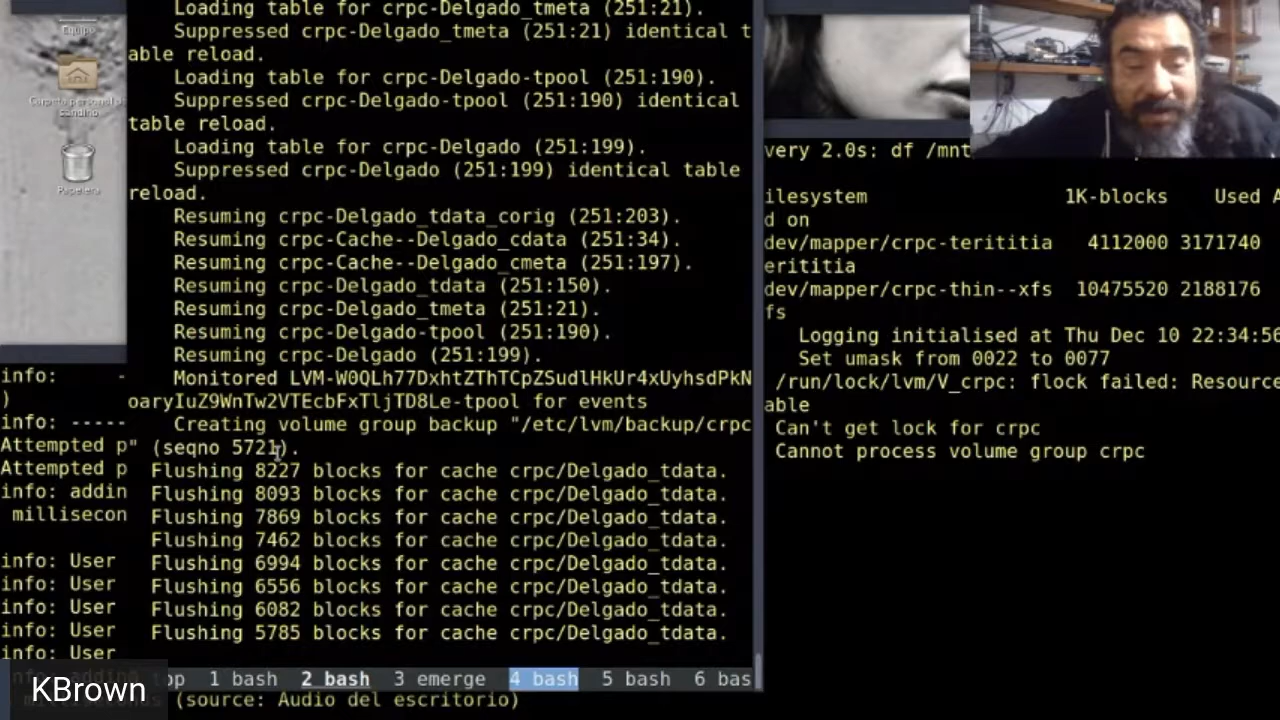 Equipo
Carpeta personal de
sandino
Papelera
Loading table for crpc-Delgado_tmeta (251:21).
Suppressed crpc-Delgado_tmeta (251:21) identical t
able reload.
Loading table for crpc-Delgado-tpool (251:190).
Suppressed crpc-Delgado-tpool (251:190) identical
table reload.
Loading table for crpc-Delgado (251:199).
Suppressed crpc-Delgado (251:199) identical table
reload.
Resuming crpc-Delgado_tdata_corig (251:203).
Resuming crpc-Cache--Delgado_cdata (251:34).
Resuming crpc-Cache--Delgado_cmeta (251:197).
Resuming crpc-Delgado_tdata (251:150).
Resuming crpc-Delgado_tmeta (251:21).
Resuming crpc-Delgado-tpool (251:190).
Resuming crpc-Delgado (251:199).
Monitored LVM-W0QLh77DxhtZThTCpZSudlHkUr4xUyhsdPkN
oaryIuZ9WnTw2VTEcbFxTljTD8Le-tpool for events
Creating volume group backup "/etc/lvm/backup/crpc
" (seqno 5721).
Flushing 8227 blocks for cache crpc/Delgado_tdata.
Flushing 8093 blocks for cache crpc/Delgado_tdata.
Flushing 7869 blocks for cache crpc/Delgado_tdata.
Flushing 7462 blocks for cache crpc/Delgado_tdata.
Flushing 6994 blocks for cache crpc/Delgado_tdata.
Flushing 6556 blocks for cache crpc/Delgado_tdata.
Flushing 6082 blocks for cache crpc/Delgado_tdata.
Flushing 5785 blocks for cache crpc/Delgado_tdata.
op 1 bash 2 bash 3 emerge 4 bash 5 bash 6 bas
info: -
)
info: -----
Attempted p
Attempted p
info: addin
millisecon
info: User
info: User
info: User
info: User
info: User
(source: Audio del escritorio)
KBrown
very 2.0s: df /mnt
ilesystem 1K-blocks Used A
d on
dev/mapper/crpc-terititia 4112000 3171740
erititia
dev/mapper/crpc-thin--xfs 10475520 2188176
fs
Logging initialised at Thu Dec 10 22:34:56
Set umask from 0022 to 0077
/run/lock/lvm/V_crpc: flock failed: Resource
able
Can't get lock for crpc
Cannot process volume group crpc